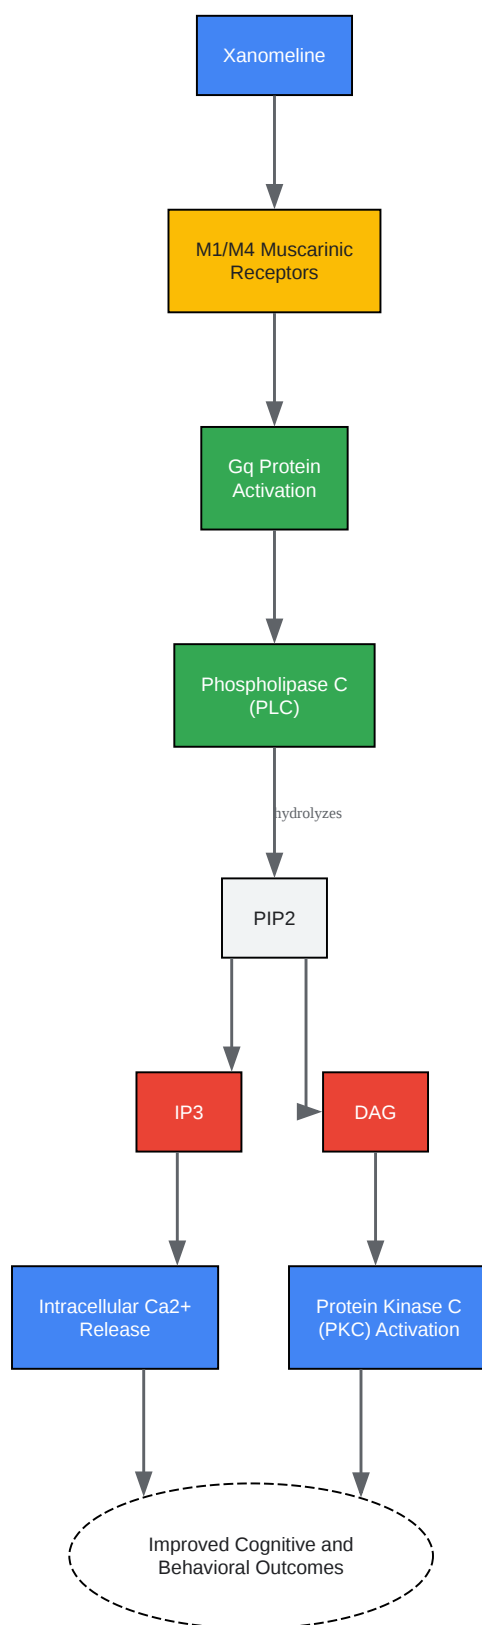 Xanomeline
M1/M4 Muscarinic
Receptors
Gq Protein
Activation
Phospholipase C
(PLC)
hydrolyzes
PIP2
IP3
DAG
Intracellular Ca2+
Release
Protein Kinase C
(PKC) Activation
Improved Cognitive and
Behavioral Outcomes